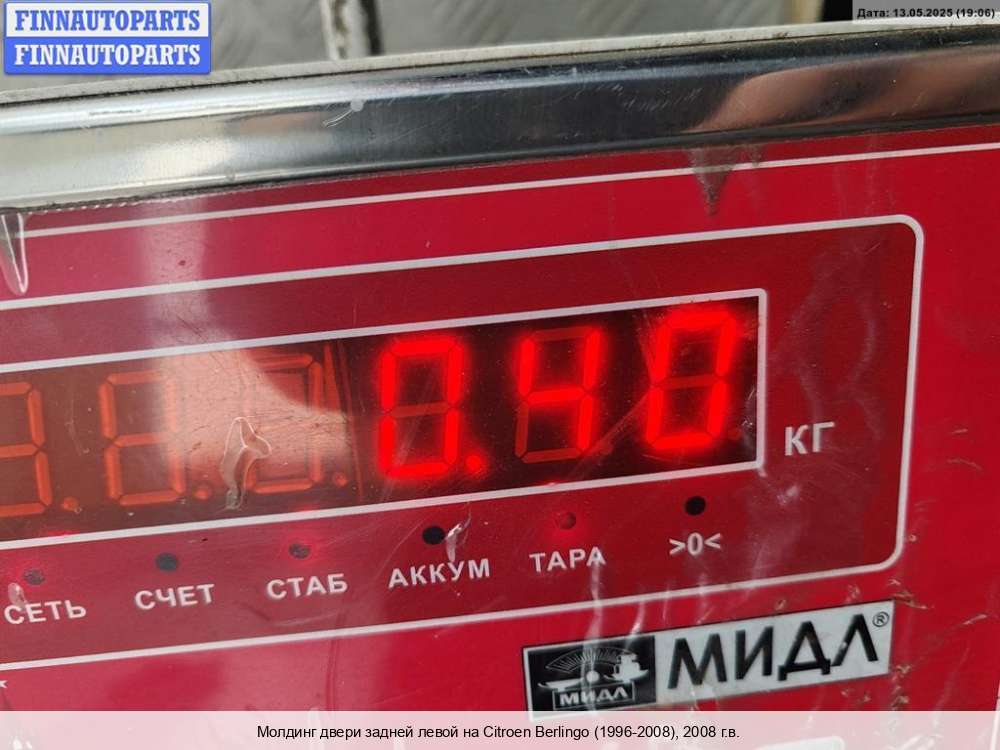 FINNAUTOPARTS
FINNAUTOPARTS
Дата: 13.05.2025 (19:06)
0.40
КГ
СЕТЬ СЧЕТ СТАБ АККУМ ТАРА >0<
МИДЛ МИДЛ®
Молдинг двери задней левой на Citroen Berlingo (1996-2008), 2008 г.в.